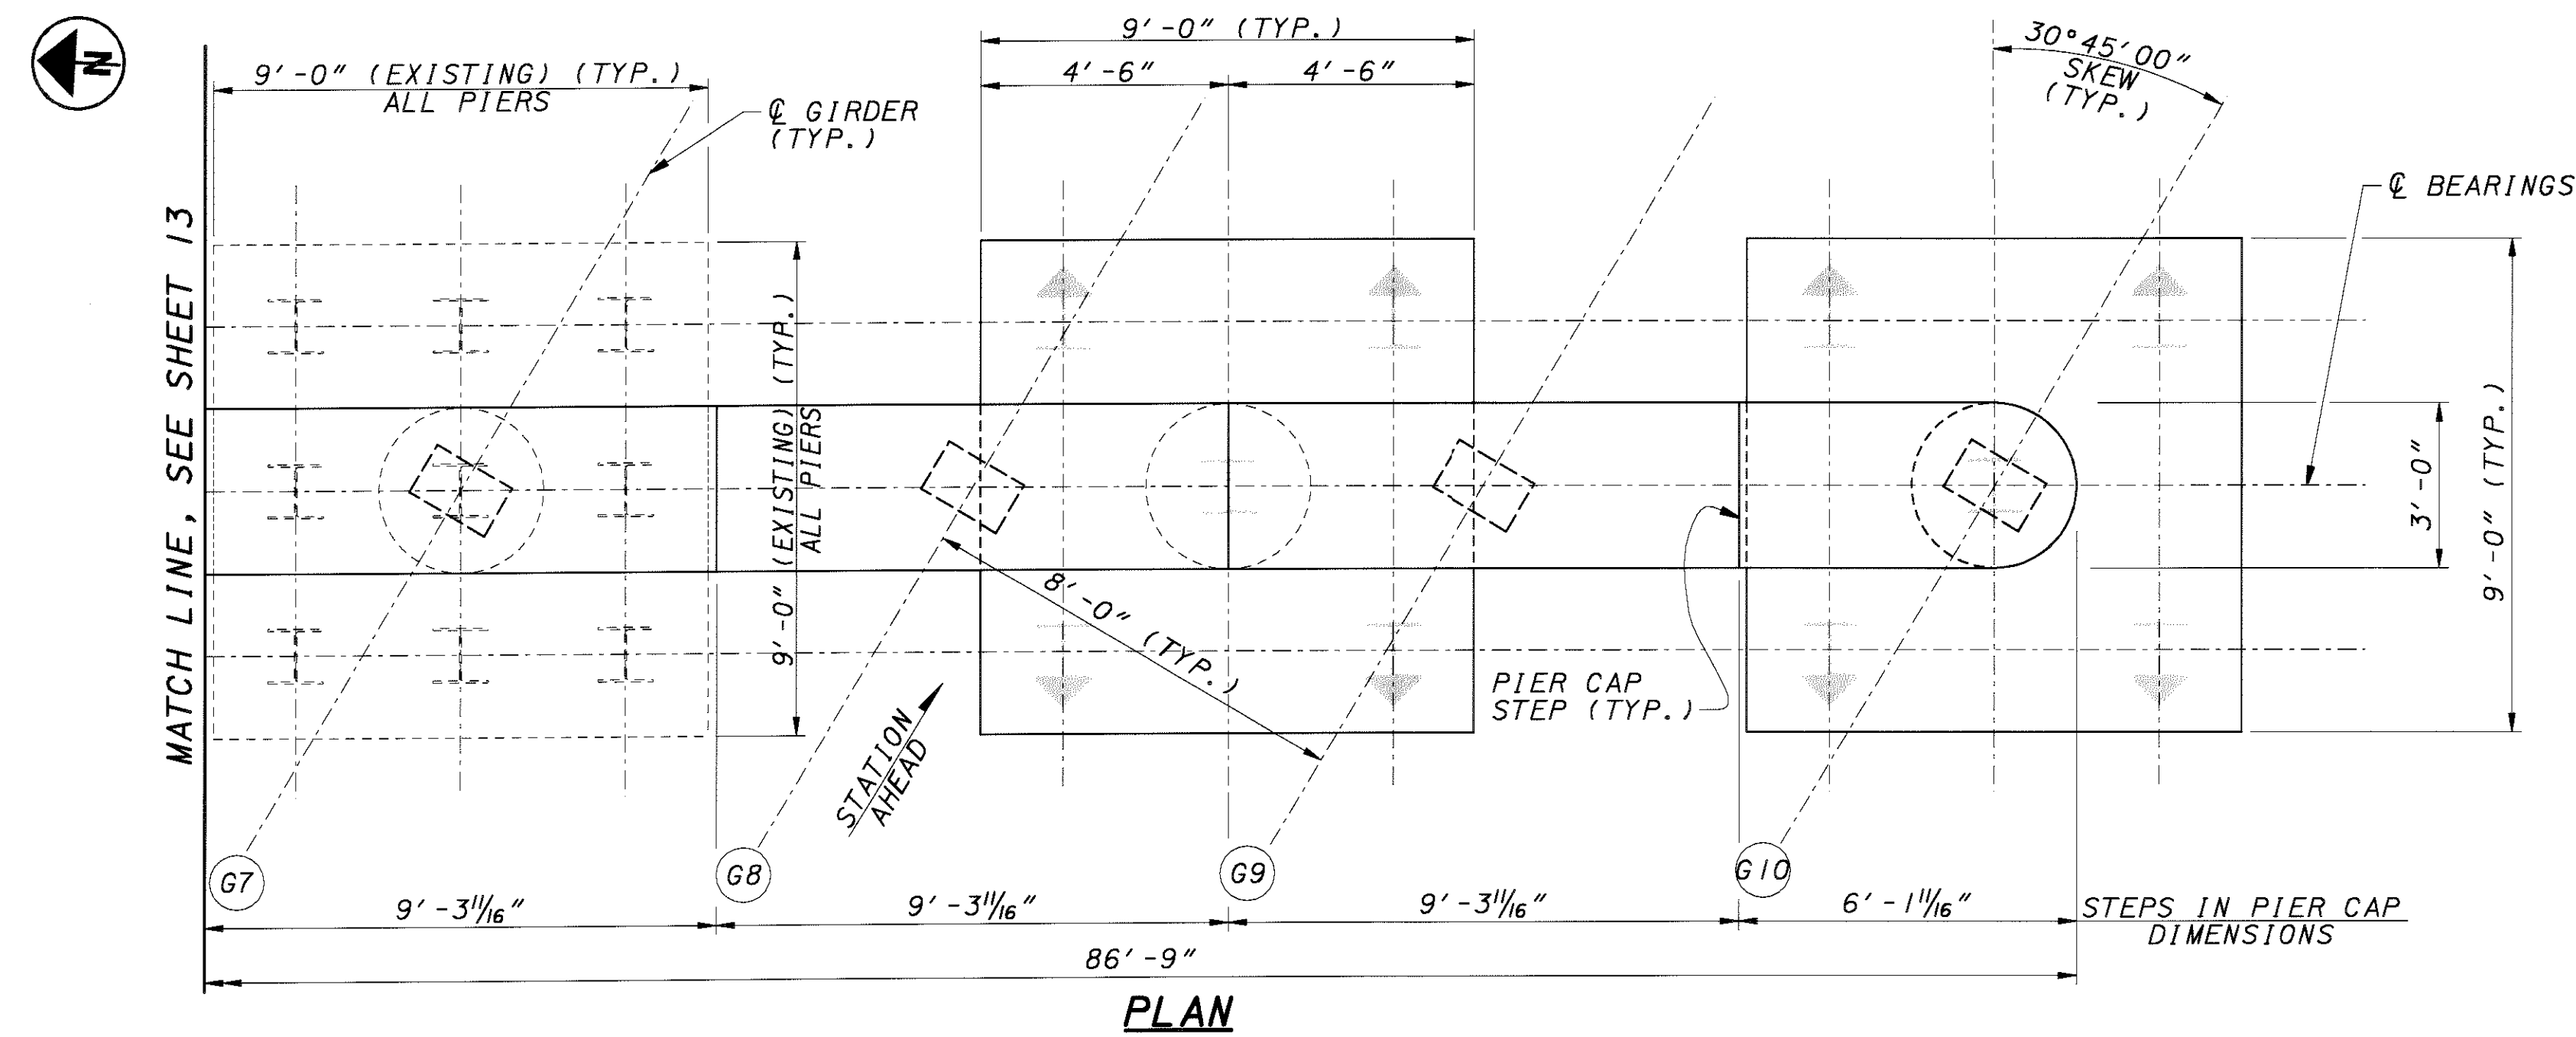 N
9'-0" (TYP.)
4'-6"
4'-6"
30°45'00"
SKEW
(TYP.)
9'-0" (EXISTING) (TYP.)
ALL PIERS
℄ GIRDER
(TYP.)
℄ BEARINGS
MATCH LINE, SEE SHEET 13
9'-0" (EXISTING) (TYP.)
ALL PIERS
3'-0"
9'-0" (TYP.)
8'-0" (TYP.)
PIER CAP
STEP (TYP.)
STATION
AHEAD
G7
G8
G9
G10
9'-3 11/16"
9'-3 11/16"
9'-3 11/16"
6'-1 11/16"
STEPS IN PIER CAP
DIMENSIONS
86'-9"
PLAN